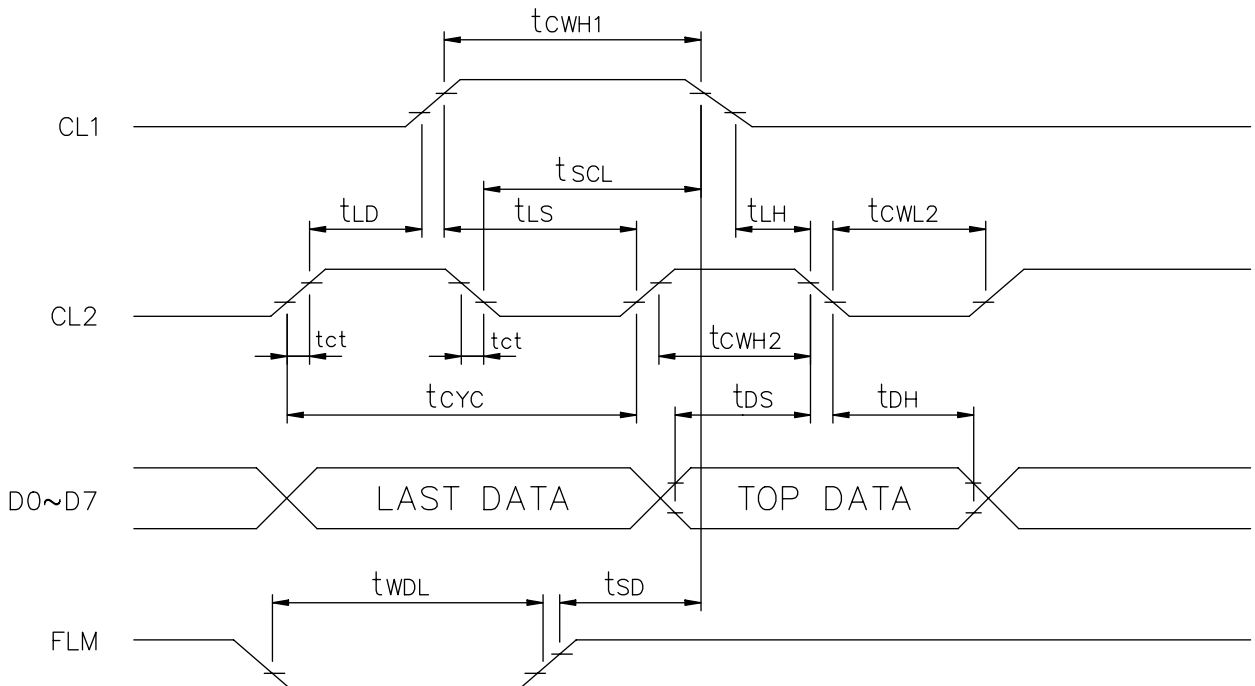 tCWH1
CL1
tSCL
tLD
tLS
tLH
tCWL2
CL2
tct
tct
tCWH2
tCYC
tDS
tDH
D0~D7
LAST DATA
TOP DATA
tWDL
tSD
FLM